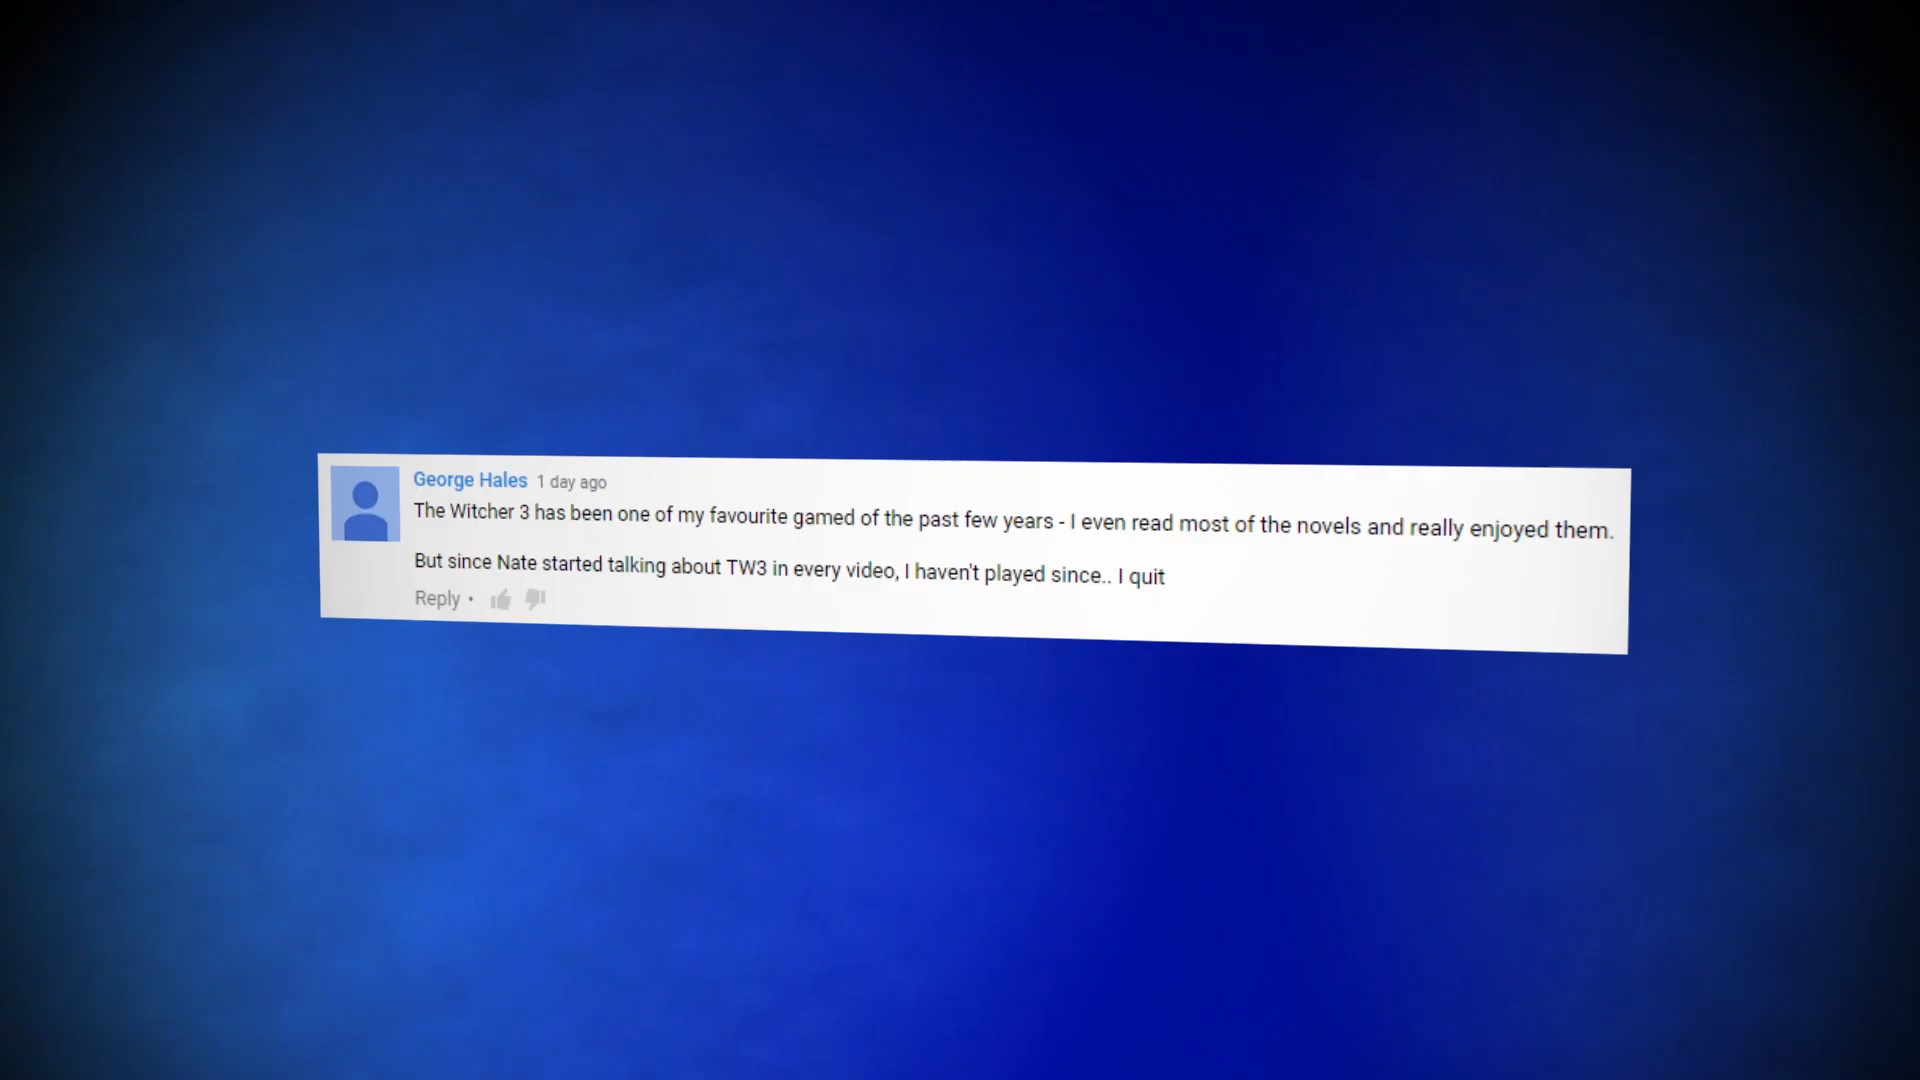 George Hales 1 day ago
The Witcher 3 has been one of my favourite gamed of the past few years - I even read most of the novels and really enjoyed them.
But since Nate started talking about TW3 in every video, I haven't played since.. I quit
Reply •